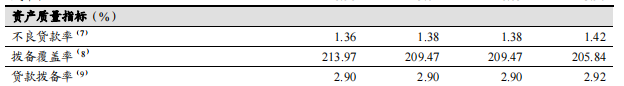 资产质量指标（%）
不良贷款率(7) 1.36 1.38 1.38 1.42
拨备覆盖率(8) 213.97 209.47 209.47 205.84
贷款拨备率(9) 2.90 2.90 2.90 2.92